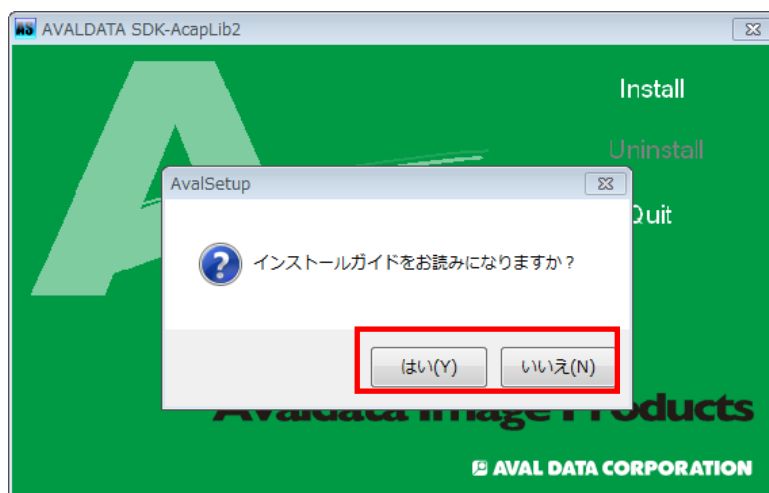 AVALDATA SDK-AcapLib2
Install
Uninstall
AvalSetup
Quit
インストールガイドをお読みになりますか？
はい(Y)
いいえ(N)
Avaldata Image Products
AVAL DATA CORPORATION